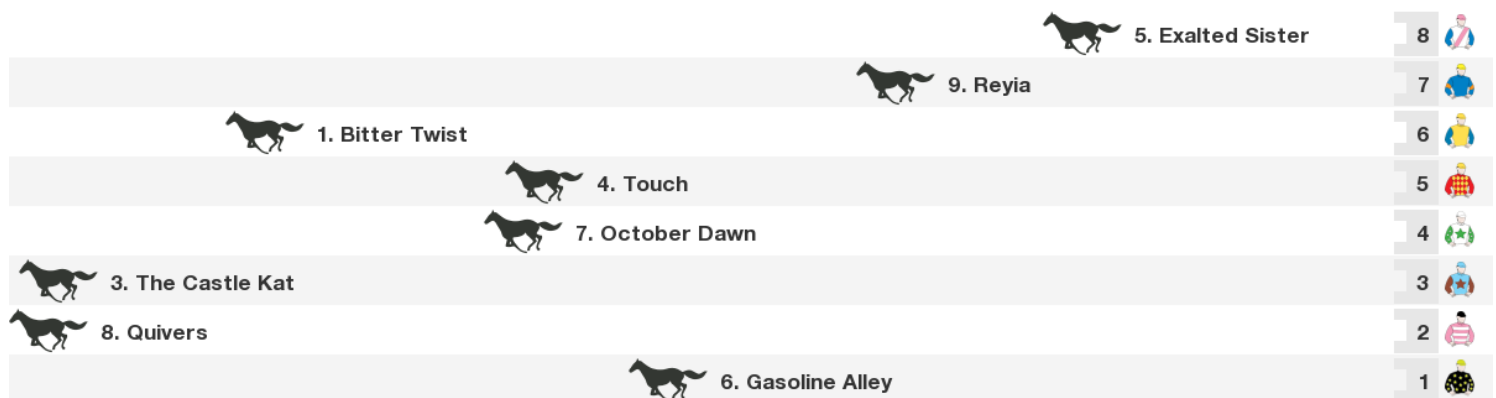 5. Exalted Sister 8
9. Reyia 7
1. Bitter Twist 6
4. Touch 5
7. October Dawn 4
3. The Castle Kat 3
8. Quivers 2
6. Gasoline Alley 1